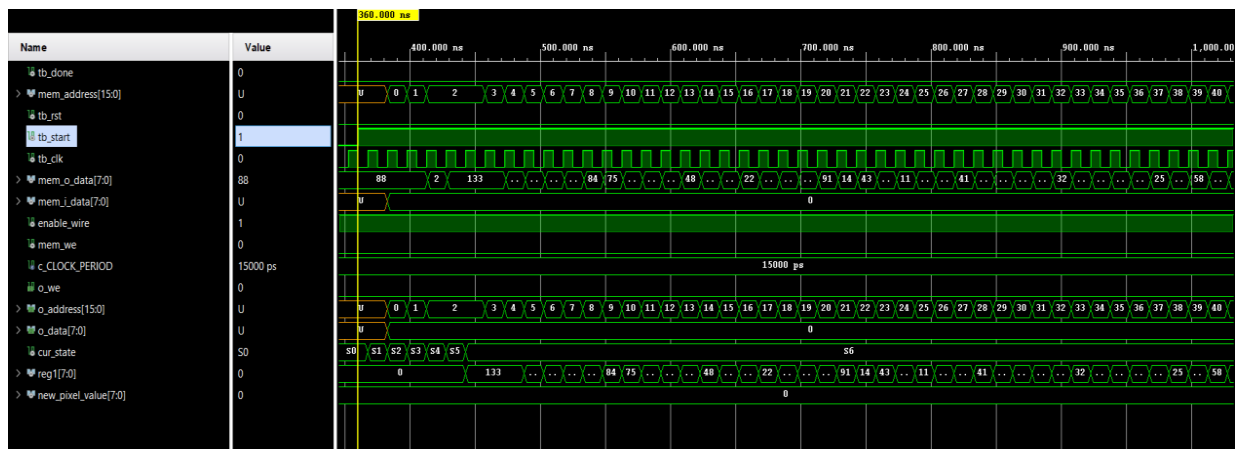 360.000 ns
Name Value
400.000 ns 500.000 ns 600.000 ns 700.000 ns 800.000 ns 900.000 ns 1,000.00
tb_done 0
mem_address[15:0] U U 0 1 2 3 4 5 6 7 8 9 10 11 12 13 14 15 16 17 18 19 20 21 22 23 24 25 26 27 28 29 30 31 32 33 34 35 36 37 38 39 40
tb_rst 0
tb_start 1
tb_clk 0
mem_o_data[7:0] 88 88 2 133 .. .. .. .. 84 75 .. .. .. 48 .. .. 22 .. .. .. 91 14 43 .. 11 .. .. 41 .. .. .. .. 32 .. .. .. .. 25 .. 58
mem_i_data[7:0] U U 0
enable_wire 1
mem_we 0
c_CLOCK_PERIOD 15000 ps 15000 ps
o_we 0
o_address[15:0] U U 0 1 2 3 4 5 6 7 8 9 10 11 12 13 14 15 16 17 18 19 20 21 22 23 24 25 26 27 28 29 30 31 32 33 34 35 36 37 38 39 40
o_data[7:0] U U 0
cur_state S0 S0 S1 S2 S3 S4 S5 S6
reg1[7:0] 0 0 133 .. .. .. .. 84 75 .. .. .. 48 .. .. 22 .. .. .. 91 14 43 .. 11 .. .. 41 .. .. .. .. 32 .. .. .. .. 25 .. 58
new_pixel_value[7:0] 0 0